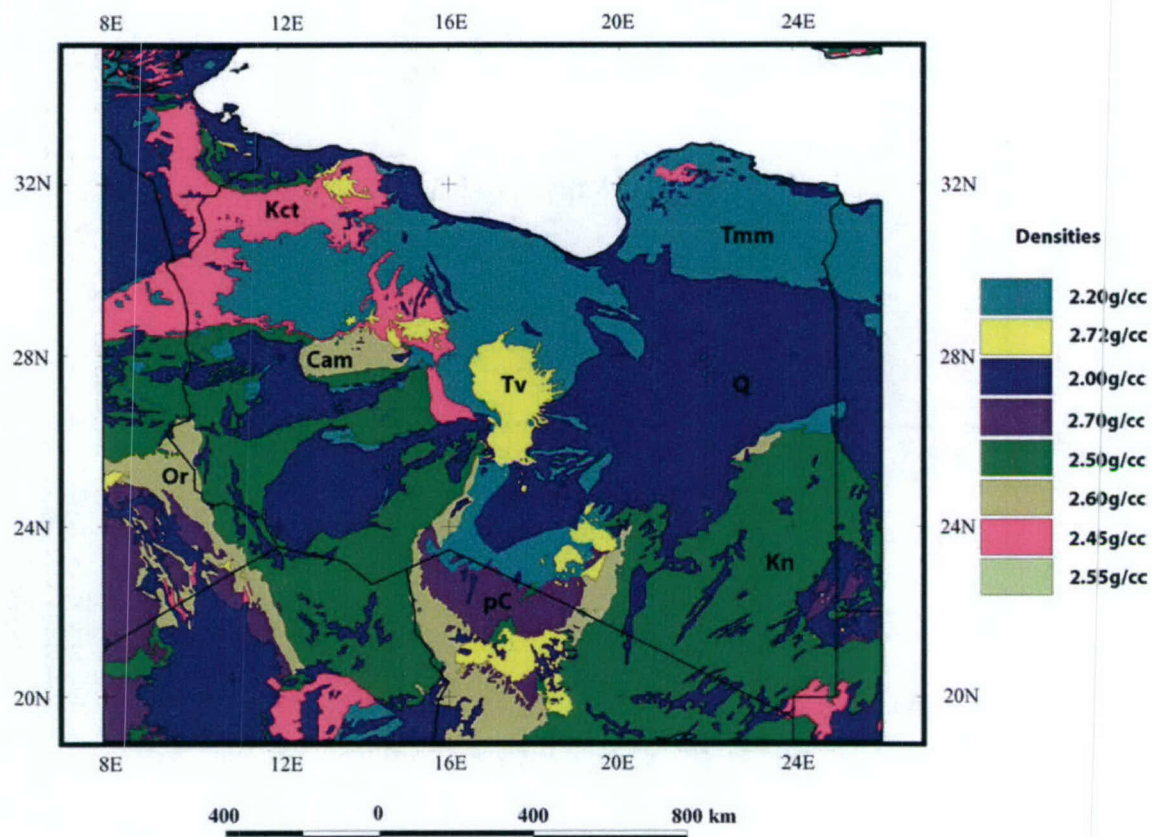 8E 12E 16E 20E 24E
32N 32N
Kct
Tmm
Densities
2.20g/cc
2.72g/cc
2.00g/cc
2.70g/cc
2.50g/cc
2.60g/cc
2.45g/cc
2.55g/cc
28N 28N
Cam
Tv
Q
Or
24N 24N
Kn
pC
20N 20N
8E 12E 16E 20E 24E
400 0 400 800 km